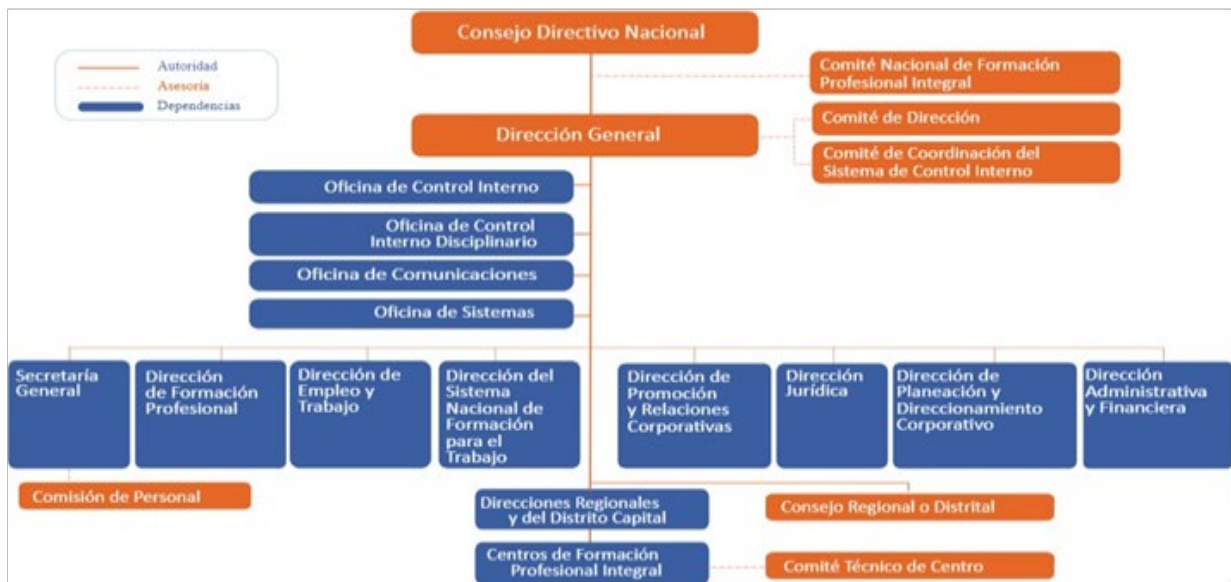 Consejo Directivo Nacional
Autoridad
Asesoría
Dependencias
Comité Nacional de Formación
Profesional Integral
Dirección General
Comité de Dirección
Comité de Coordinación del
Sistema de Control Interno
Oficina de Control Interno
Oficina de Control
Interno Disciplinario
Oficina de Comunicaciones
Oficina de Sistemas
Secretaría
General
Dirección
de Formación
Profesional
Dirección de
Empleo y
Trabajo
Dirección del
Sistema
Nacional de
Formación
para el
Trabajo
Dirección de
Promoción
y Relaciones
Corporativas
Dirección
Jurídica
Dirección de
Planeación y
Direccionamiento
Corporativo
Dirección
Administrativa
y Financiera
Comisión de Personal
Direcciones Regionales
y del Distrito Capital
Consejo Regional o Distrital
Centros de Formación
Profesional Integral
Comité Técnico de Centro